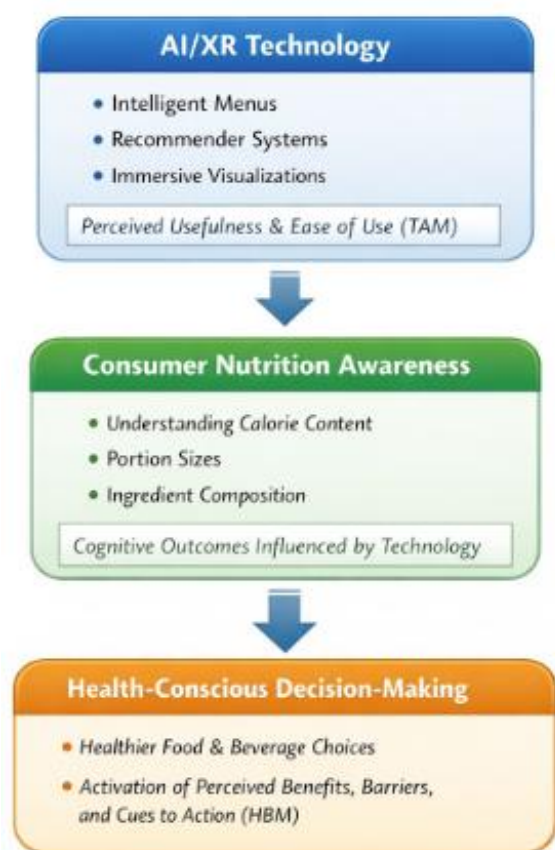 AI/XR Technology
• Intelligent Menus
• Recommender Systems
• Immersive Visualizations
Perceived Usefulness & Ease of Use (TAM)
Consumer Nutrition Awareness
• Understanding Calorie Content
• Portion Sizes
• Ingredient Composition
Cognitive Outcomes Influenced by Technology
Health-Conscious Decision-Making
• Healthier Food & Beverage Choices
• Activation of Perceived Benefits, Barriers,
and Cues to Action (HBM)